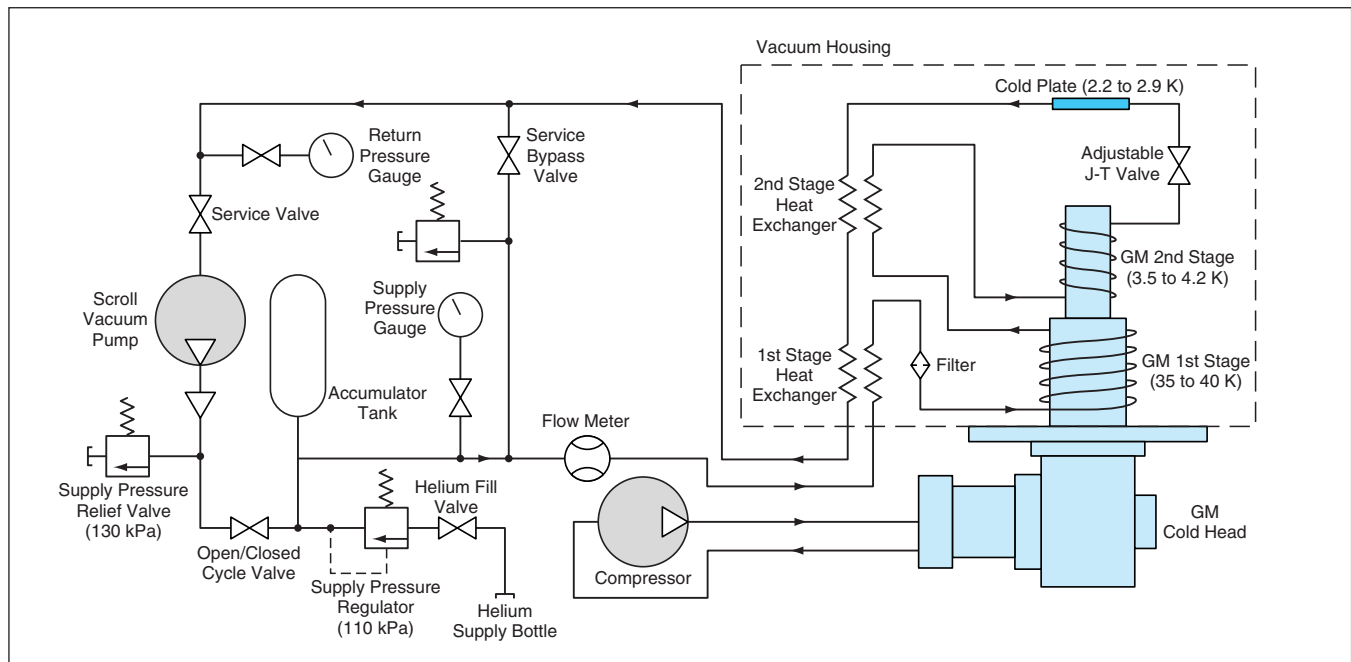 Vacuum Housing
Cold Plate (2.2 to 2.9 K)
Return
Pressure
Gauge
Service
Bypass
Valve
Adjustable
J-T Valve
2nd Stage
Heat
Exchanger
Service Valve
GM 2nd Stage
(3.5 to 4.2 K)
Scroll
Vacuum
Pump
Supply
Pressure
Gauge
1st Stage
Heat
Exchanger
Filter
GM 1st Stage
(35 to 40 K)
Accumulator
Tank
Flow Meter
Supply Pressure
Relief Valve
(130 kPa)
Helium Fill
Valve
GM
Cold Head
Open/Closed
Cycle Valve
Compressor
Supply Pressure
Regulator
(110 kPa)
Helium
Supply Bottle